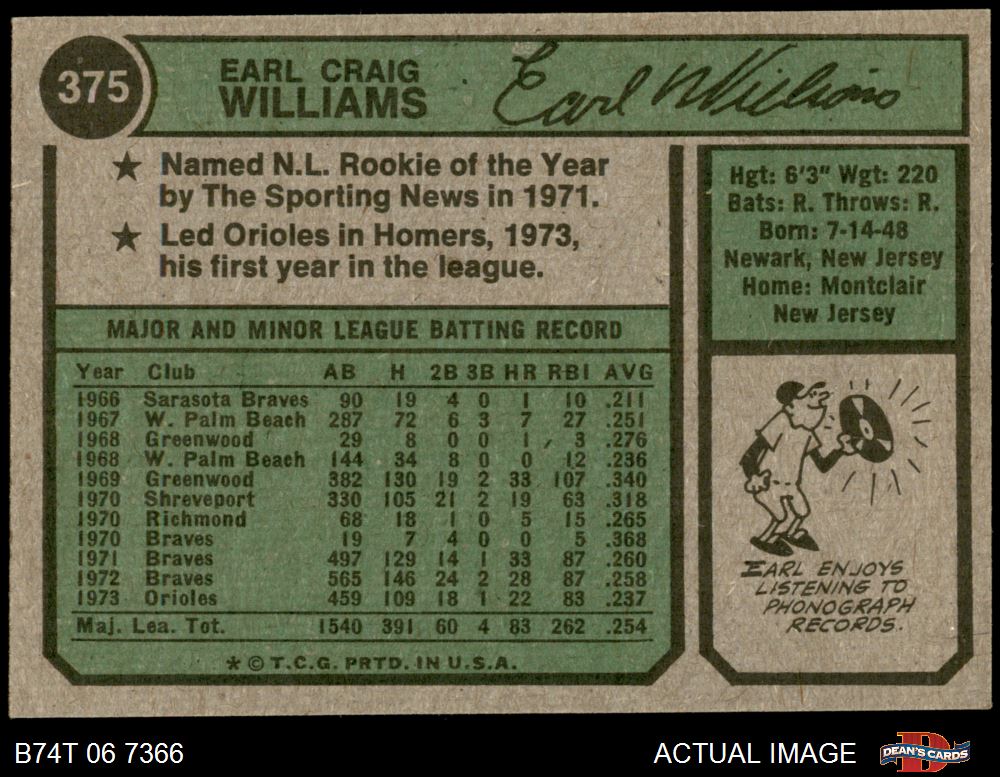 375
EARL CRAIG
WILLIAMS
Earl Williams
★ Named N.L. Rookie of the Year
by The Sporting News in 1971.
★ Led Orioles in Homers, 1973,
his first year in the league.
Hgt: 6'3" Wgt: 220
Bats: R. Throws: R.
Born: 7-14-48
Newark, New Jersey
Home: Montclair
New Jersey
MAJOR AND MINOR LEAGUE BATTING RECORD
Year Club AB H 2B 3B HR RBI AVG
1966 Sarasota Braves 90 19 4 0 1 10 .211
1967 W. Palm Beach 287 72 6 3 7 27 .251
1968 Greenwood 29 8 0 0 1 3 .276
1968 W. Palm Beach 144 34 8 0 0 12 .236
1969 Greenwood 382 130 19 2 33 107 .340
1970 Shreveport 330 105 21 2 19 63 .318
1970 Richmond 68 18 1 0 5 15 .265
1970 Braves 19 7 4 0 0 5 .368
1971 Braves 497 129 14 1 33 87 .260
1972 Braves 565 146 24 2 28 87 .258
1973 Orioles 459 109 18 1 22 83 .237
Maj. Lea. Tot. 1540 391 60 4 83 262 .254
* © T.C.G. PRTD. IN U.S.A.
EARL ENJOYS
LISTENING TO
PHONOGRAPH
RECORDS.
B74T 06 7366
ACTUAL IMAGE
DEAN'S CARDS